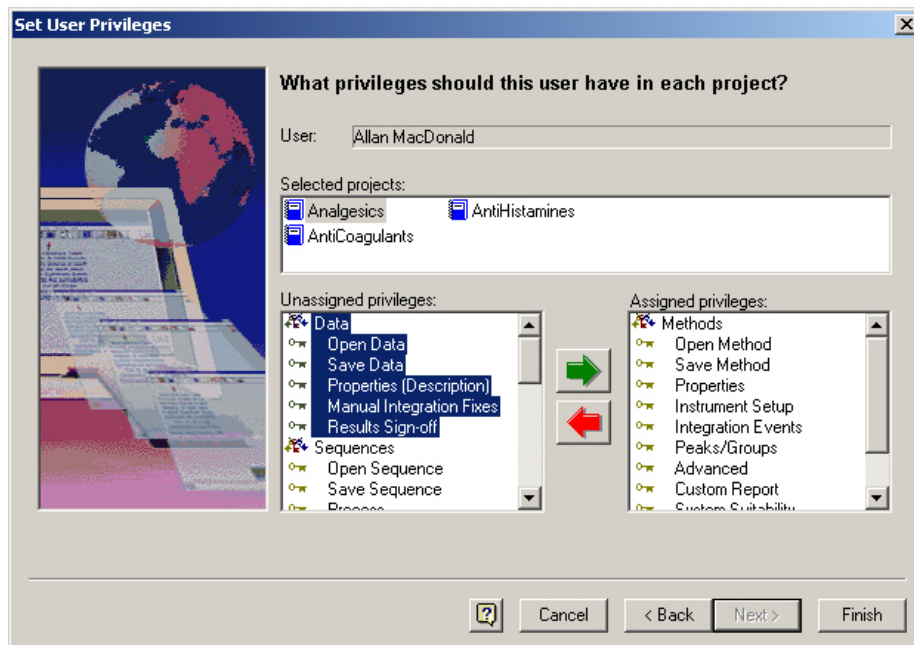 Set User Privileges
What privileges should this user have in each project?
User: Allan MacDonald
Selected projects:
Analgesics AntiHistamines
AntiCoagulants
Unassigned privileges:
Data
Open Data
Save Data
Properties (Description)
Manual Integration Fixes
Results Sign-off
Sequences
Open Sequence
Save Sequence
Process
Assigned privileges:
Methods
Open Method
Save Method
Properties
Instrument Setup
Integration Events
Peaks/Groups
Advanced
Custom Report
System Suitability
? Cancel < Back Next > Finish